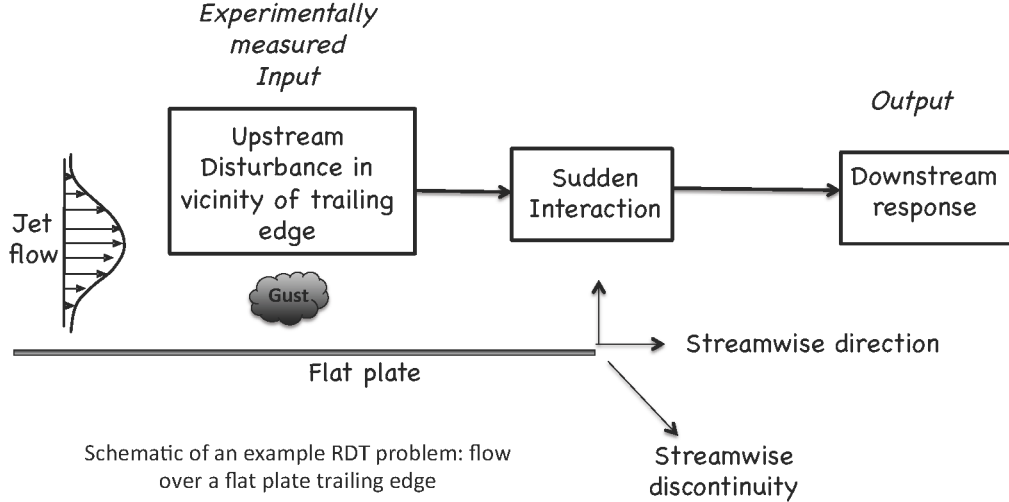 Experimentally
measured
Input
Output
Upstream
Disturbance in
vicinity of trailing
edge
Sudden
Interaction
Downstream
response
Jet
flow
Gust
Streamwise direction
Flat plate
Schematic of an example RDT problem: flow
over a flat plate trailing edge
Streamwise
discontinuity